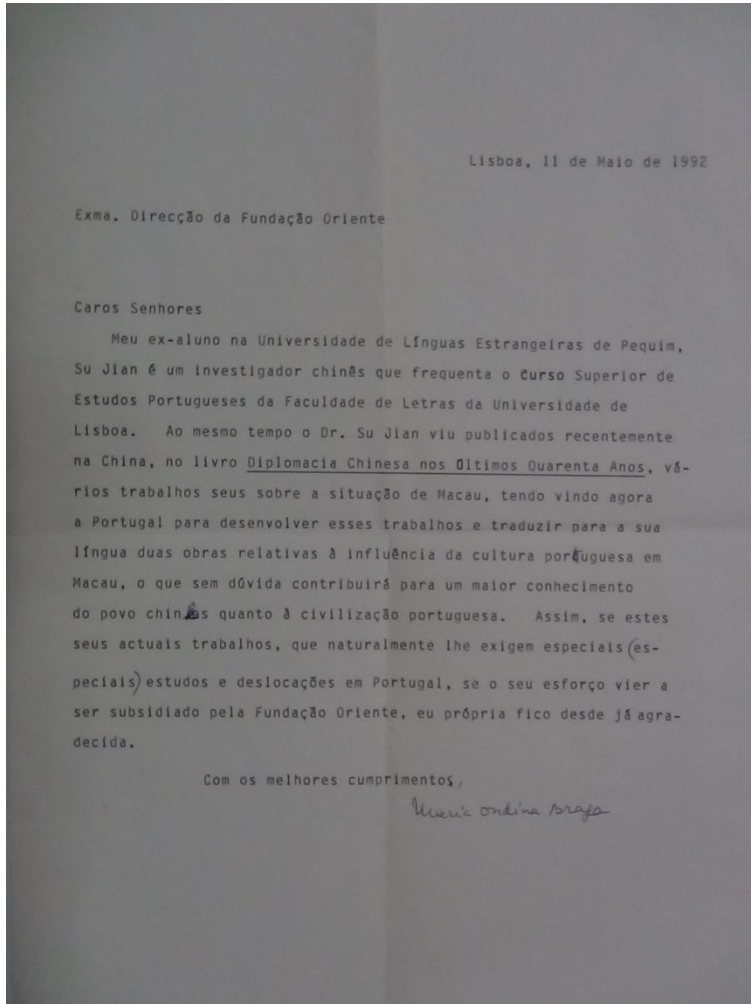 Lisboa, 11 de Maio de 1992
Exma. Direcção da Fundação Oriente
Caros Senhores
Meu ex-aluno na Universidade de Línguas Estrangeiras de Pequim,
Su Jian é um investigador chinês que frequenta o Curso Superior de
Estudos Portugueses da Faculdade de Letras da Universidade de
Lisboa. Ao mesmo tempo o Dr. Su Jian viu publicados recentemente
na China, no livro Diplomacia Chinesa nos Últimos Quarenta Anos, vá-
rios trabalhos seus sobre a situação de Macau, tendo vindo agora
a Portugal para desenvolver esses trabalhos e traduzir para a sua
língua duas obras relativas à influência da cultura portuguesa em
Macau, o que sem dúvida contribuirá para um maior conhecimento
do povo chinês quanto à civilização portuguesa. Assim, se estes
seus actuais trabalhos, que naturalmente lhe exigem especiais (es-
peciais) estudos e deslocações em Portugal, se o seu esforço vier a
ser subsidiado pela Fundação Oriente, eu própria fico desde já agra-
decida.
Com os melhores cumprimentos,
Maria Ondina Braga